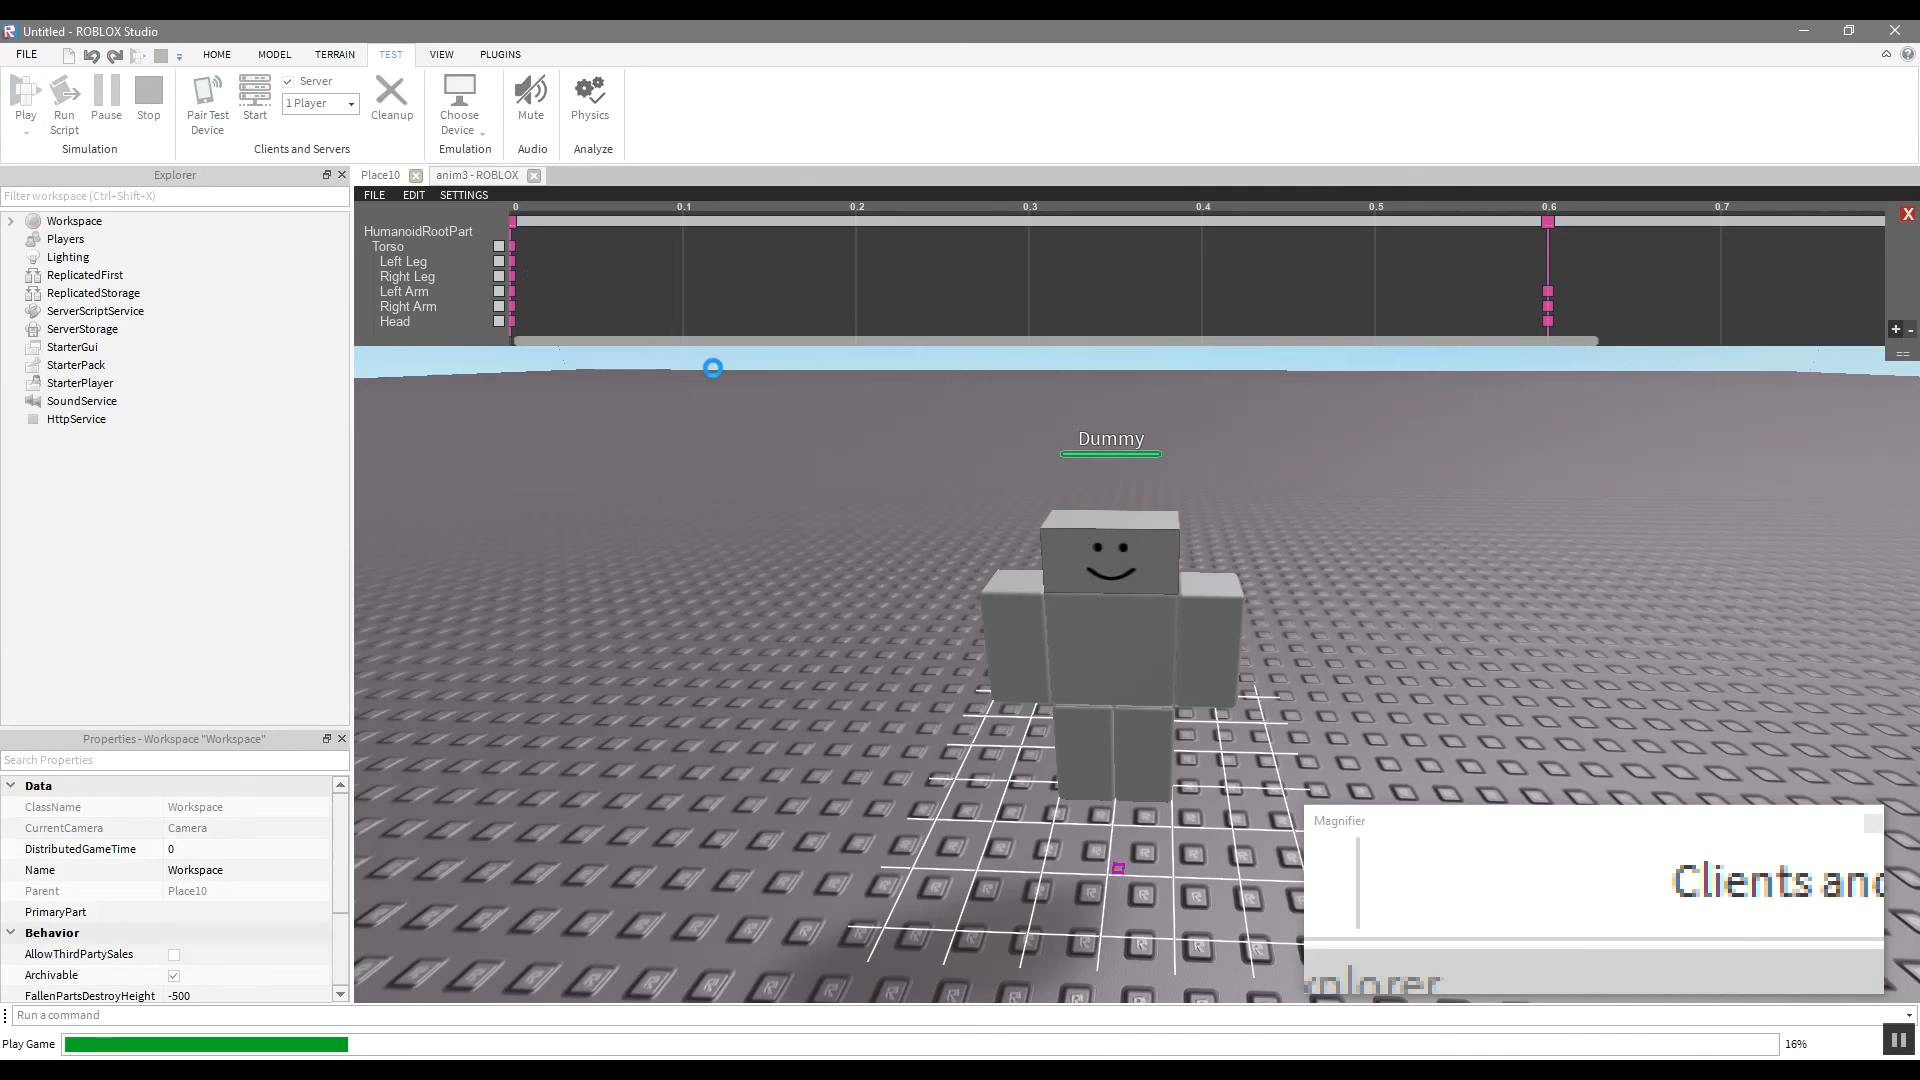 Untitled - ROBLOX Studio
FILE HOME MODEL TERRAIN TEST VIEW PLUGINS
Play
Run Script
Pause
Stop
Simulation
Pair Test Device
Start
Server
1 Player
Cleanup
Clients and Servers
Choose Device
Emulation
Mute
Audio
Physics
Analyze
Explorer
Filter workspace (Ctrl+Shift+X)
Workspace
Players
Lighting
ReplicatedFirst
ReplicatedStorage
ServerScriptService
ServerStorage
StarterGui
StarterPack
StarterPlayer
SoundService
HttpService
Place10
anim3 - ROBLOX
FILE EDIT SETTINGS
0 0.1 0.2 0.3 0.4 0.5 0.6 0.7
X
HumanoidRootPart
Torso
Left Leg
Right Leg
Left Arm
Right Arm
Head
+ -
==
Dummy
Properties - Workspace "Workspace"
Search Properties
Data
ClassName Workspace
CurrentCamera Camera
DistributedGameTime 0
Name Workspace
Parent Place10
PrimaryPart
Behavior
AllowThirdPartySales
Archivable
FallenPartsDestroyHeight -500
Magnifier
Clients and
xplorer
Run a command
Play Game 16%